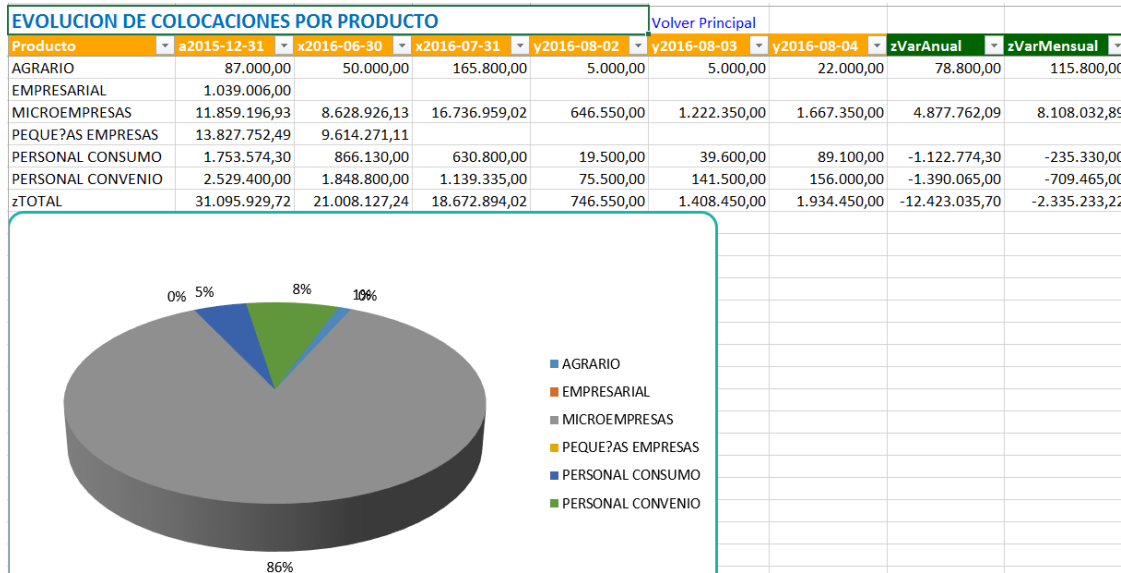 EVOLUCION DE COLOCACIONES POR PRODUCTO Volver Principal
Producto a2015-12-31 x2016-06-30 x2016-07-31 y2016-08-02 y2016-08-03 y2016-08-04 zVarAnual zVarMensual
AGRARIO 87.000,00 50.000,00 165.800,00 5.000,00 5.000,00 22.000,00 78.800,00 115.800,00
EMPRESARIAL 1.039.006,00
MICROEMPRESAS 11.859.196,93 8.628.926,13 16.736.959,02 646.550,00 1.222.350,00 1.667.350,00 4.877.762,09 8.108.032,89
PEQUE?AS EMPRESAS 13.827.752,49 9.614.271,11
PERSONAL CONSUMO 1.753.574,30 866.130,00 630.800,00 19.500,00 39.600,00 89.100,00 -1.122.774,30 -235.330,00
PERSONAL CONVENIO 2.529.400,00 1.848.800,00 1.139.335,00 75.500,00 141.500,00 156.000,00 -1.390.065,00 -709.465,00
zTOTAL 31.095.929,72 21.008.127,24 18.672.894,02 746.550,00 1.408.450,00 1.934.450,00 -12.423.035,70 -2.335.233,22
0% 5% 8% 1% 0%
AGRARIO
EMPRESARIAL
MICROEMPRESAS
PEQUE?AS EMPRESAS
PERSONAL CONSUMO
PERSONAL CONVENIO
86%